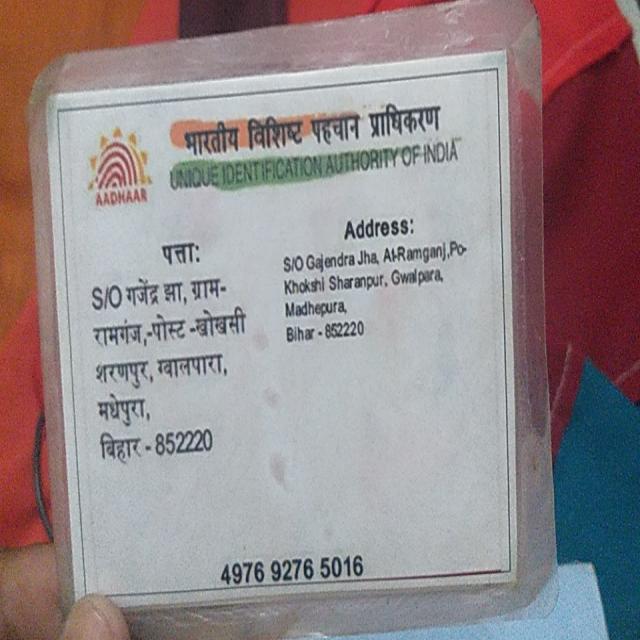 भारतीय विशिष्ट पहचान प्राधिकरण
UNIQUE IDENTIFICATION AUTHORITY OF INDIA
AADHAAR
पत्ता:
S/O गजेंद्र झा, ग्राम-
रामगंज,-पोस्ट -खोखसी
शरणपुर, ग्वालपारा,
मधेपुरा,
बिहार - 852220
Address:
S/O Gajendra Jha, At-Ramganj,Po-
Khokshi Sharanpur, Gwalpara,
Madhepura,
Bihar - 852220
4976 9276 5016